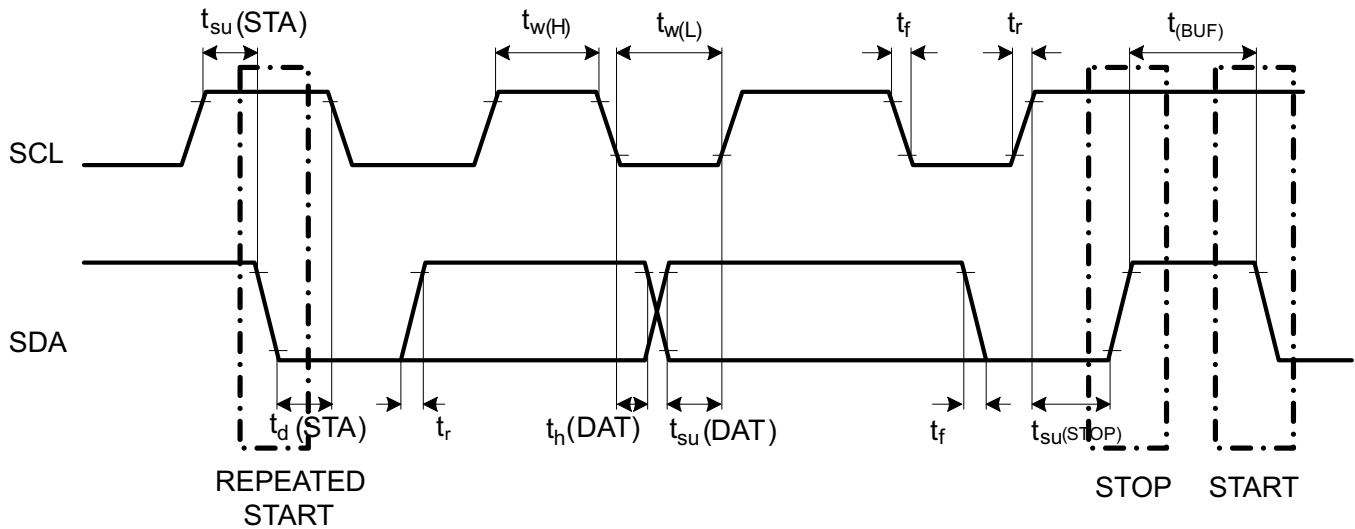 tsu(STA) tw(H) tw(L) tf tr t(BUF)
SCL
SDA
td(STA) tr th(DAT) tsu(DAT) tf tsu(STOP)
REPEATED STOP START
START